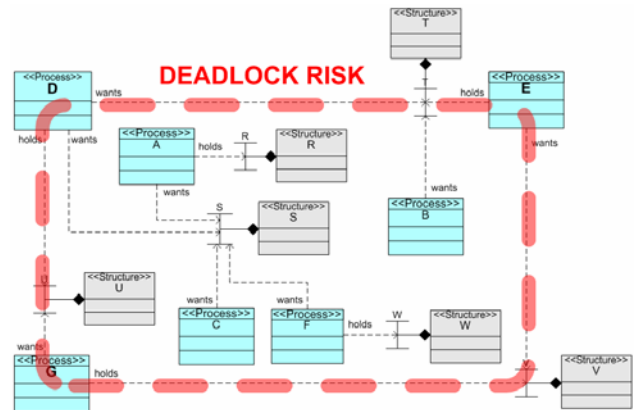 <<Structure>>
T
DEADLOCK RISK
<<Process>>
D
wants
T
holds
<<Process>>
E
holds
wants
wants
<<Process>>
A
holds
R
<<Structure>>
R
wants
wants
<<Process>>
B
S
<<Structure>>
S
U
<<Structure>>
U
wants
<<Process>>
C
wants
<<Process>>
F
holds
W
<<Structure>>
W
wants
<<Process>>
G
holds
V
<<Structure>>
V